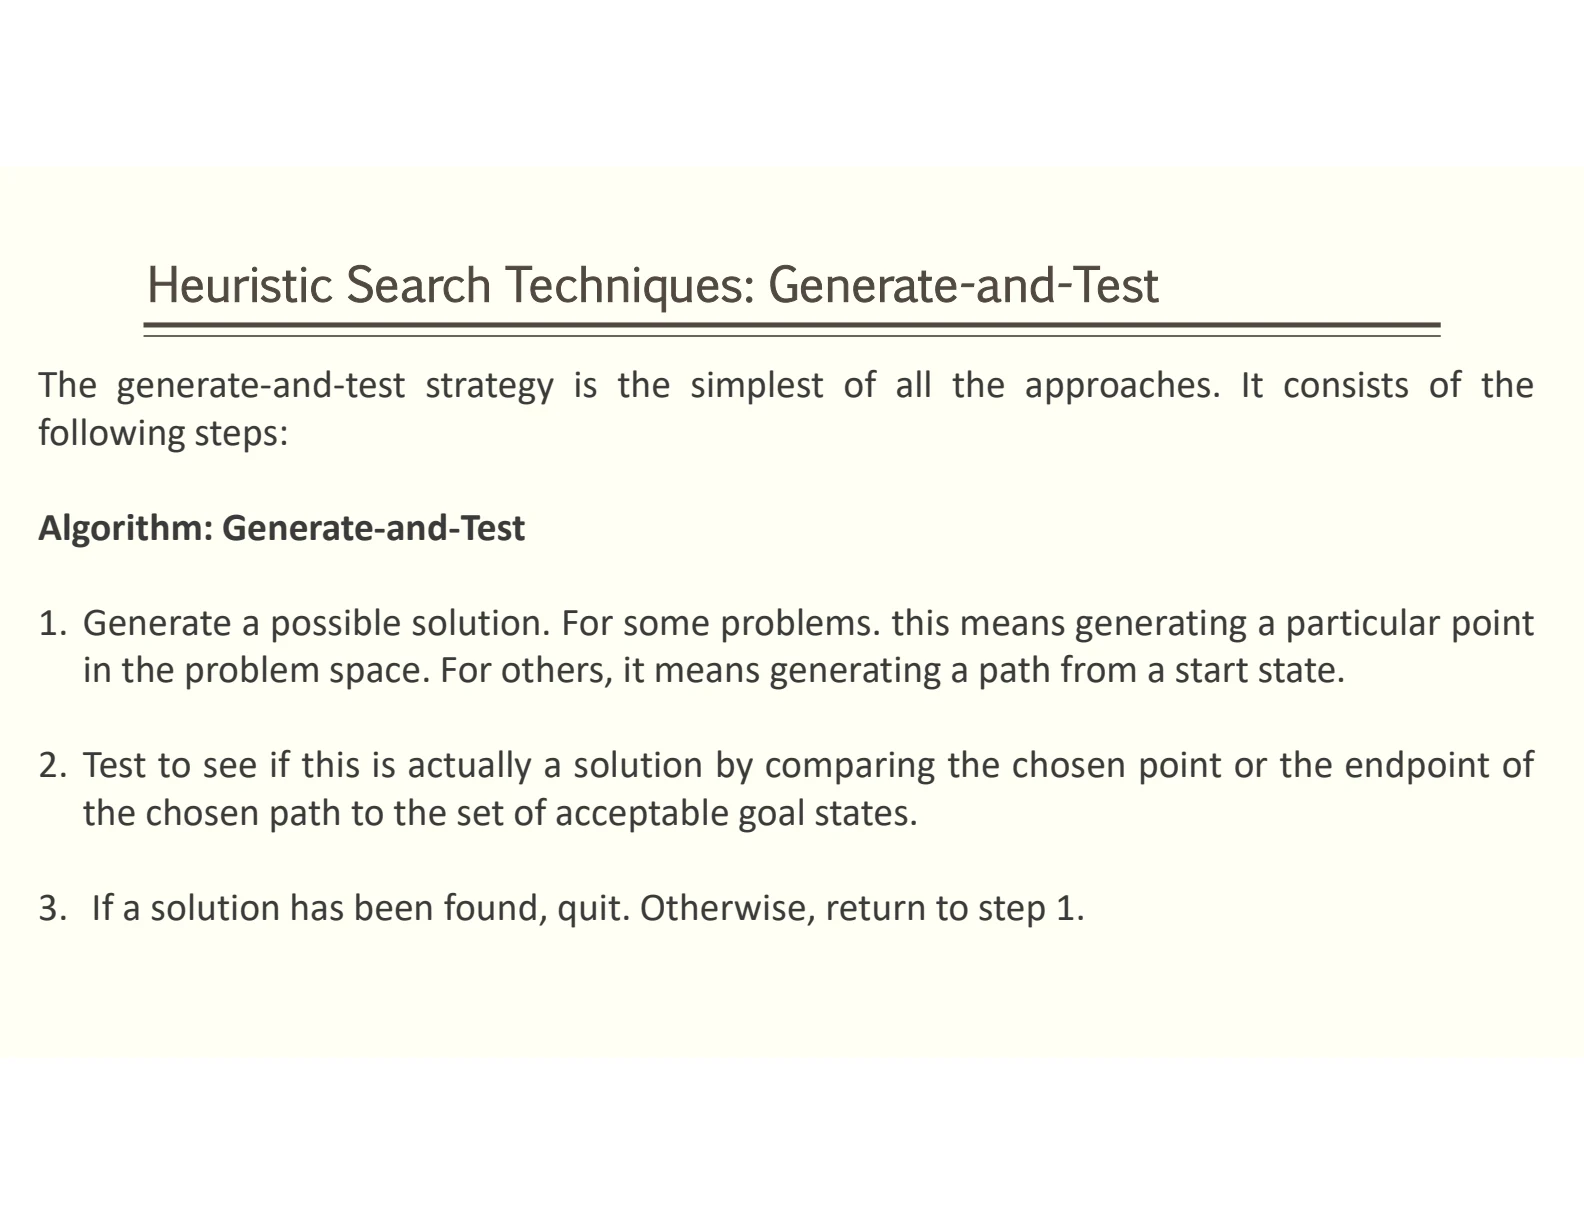 Heuristic Search Techniques: Generate-and-Test
The generate-and-test strategy is the simplest of all the approaches. It consists of the
following steps:
Algorithm: Generate-and-Test
1. Generate a possible solution. For some problems. this means generating a particular point
in the problem space. For others, it means generating a path from a start state.
2. Test to see if this is actually a solution by comparing the chosen point or the endpoint of
the chosen path to the set of acceptable goal states.
3. If a solution has been found, quit. Otherwise, return to step 1.